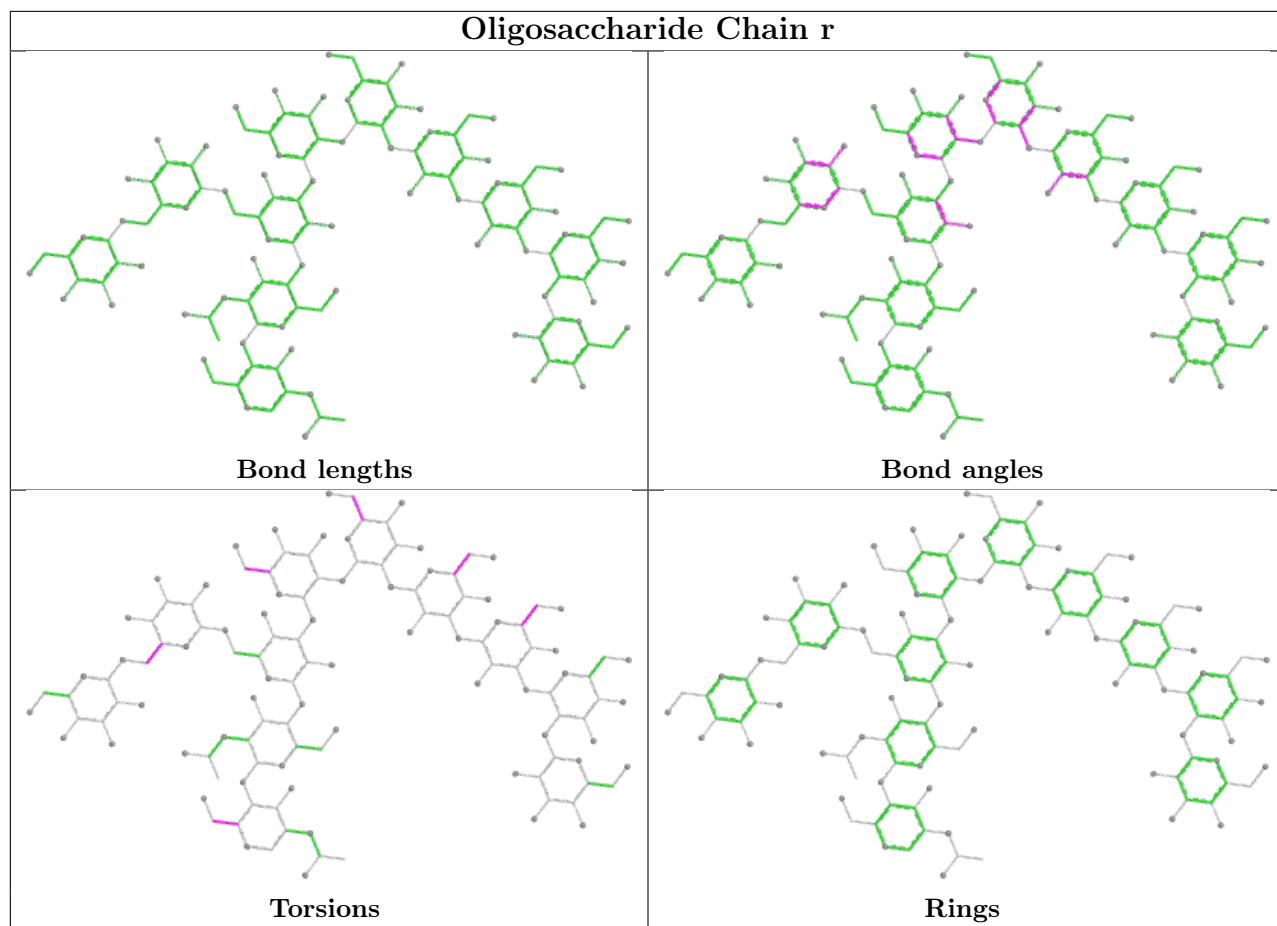 Oligosaccharide Chain r
Bond lengths
Bond angles
Torsions
Rings